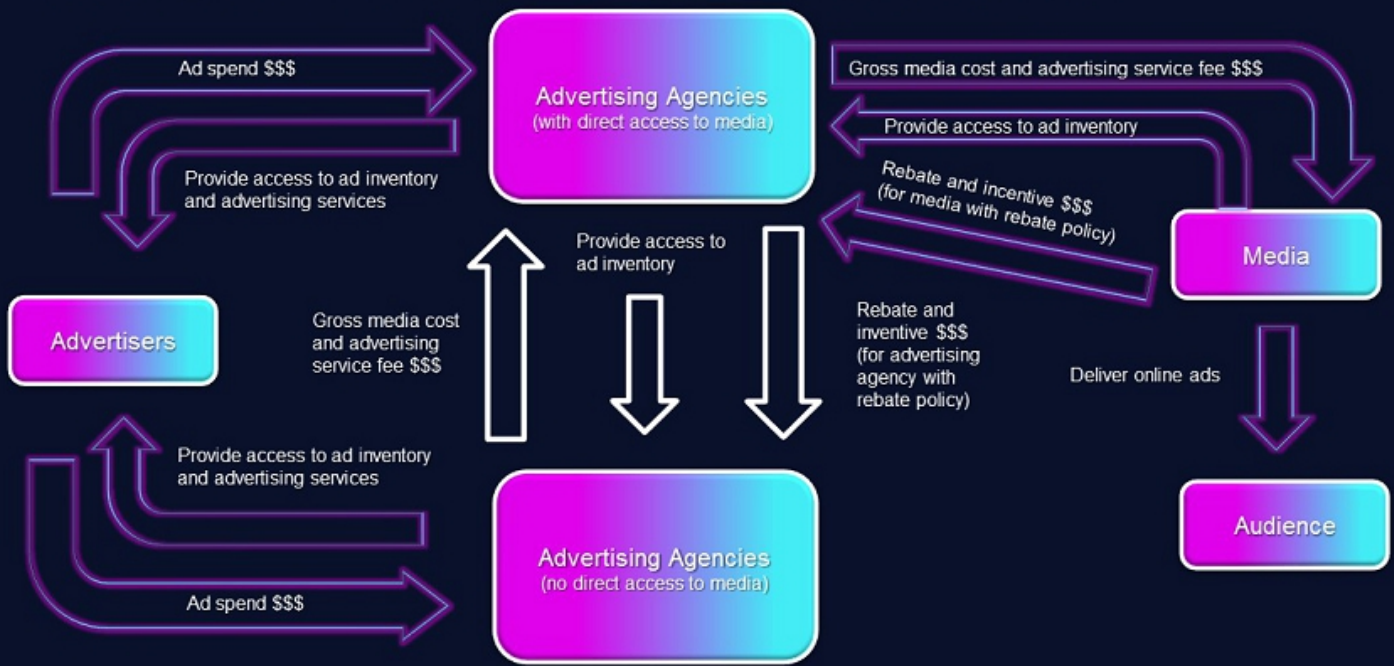 Ad spend $$$
Advertising Agencies
(with direct access to media)
Gross media cost and advertising service fee $$$
Provide access to ad inventory
Provide access to ad inventory
and advertising services
Rebate and incentive $$$
(for media with rebate policy)
Media
Provide access to
ad inventory
Advertisers
Gross media cost
and advertising
service fee $$$
Rebate and
inventive $$$
(for advertising
agency with
rebate policy)
Deliver online ads
Provide access to ad inventory
and advertising services
Advertising Agencies
(no direct access to media)
Audience
Ad spend $$$